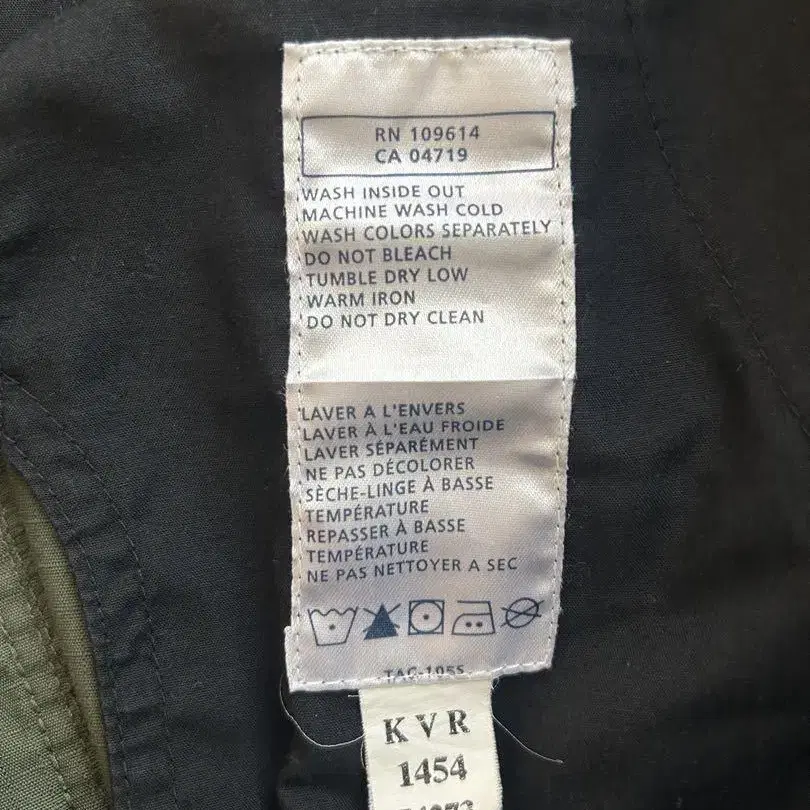 RN 109614
CA 04719
WASH INSIDE OUT
MACHINE WASH COLD
WASH COLORS SEPARATELY
DO NOT BLEACH
TUMBLE DRY LOW
WARM IRON
DO NOT DRY CLEAN
LAVER A L'ENVERS
LAVER À L'EAU FROIDE
LAVER SÉPARÉMENT
NE PAS DÉCOLORER
SÈCHE-LINGE À BASSE
TEMPÉRATURE
REPASSER À BASSE
TEMPÉRATURE
NE PAS NETTOYER A SEC
TAC-105S
KVR
1454